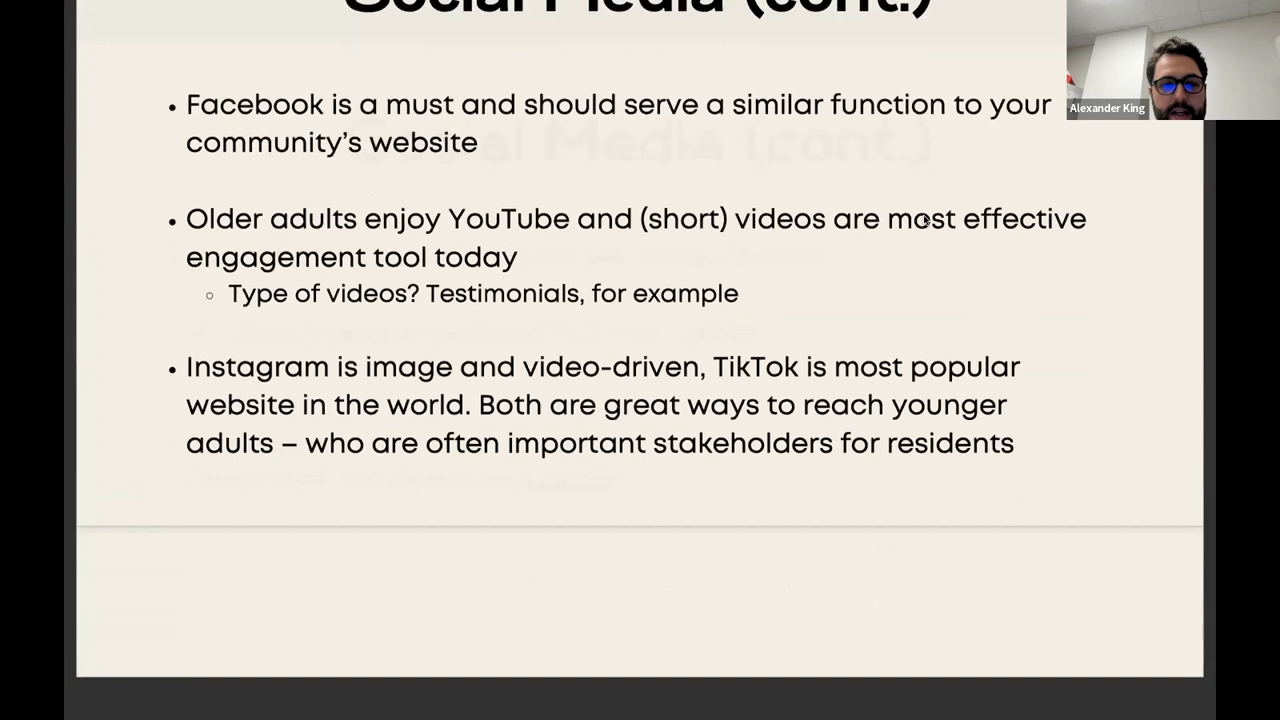 Social Media (cont.)
Alexander King
• Facebook is a must and should serve a similar function to your
community’s website
• Older adults enjoy YouTube and (short) videos are most effective
engagement tool today
○ Type of videos? Testimonials, for example
• Instagram is image and video-driven, TikTok is most popular
website in the world. Both are great ways to reach younger
adults – who are often important stakeholders for residents